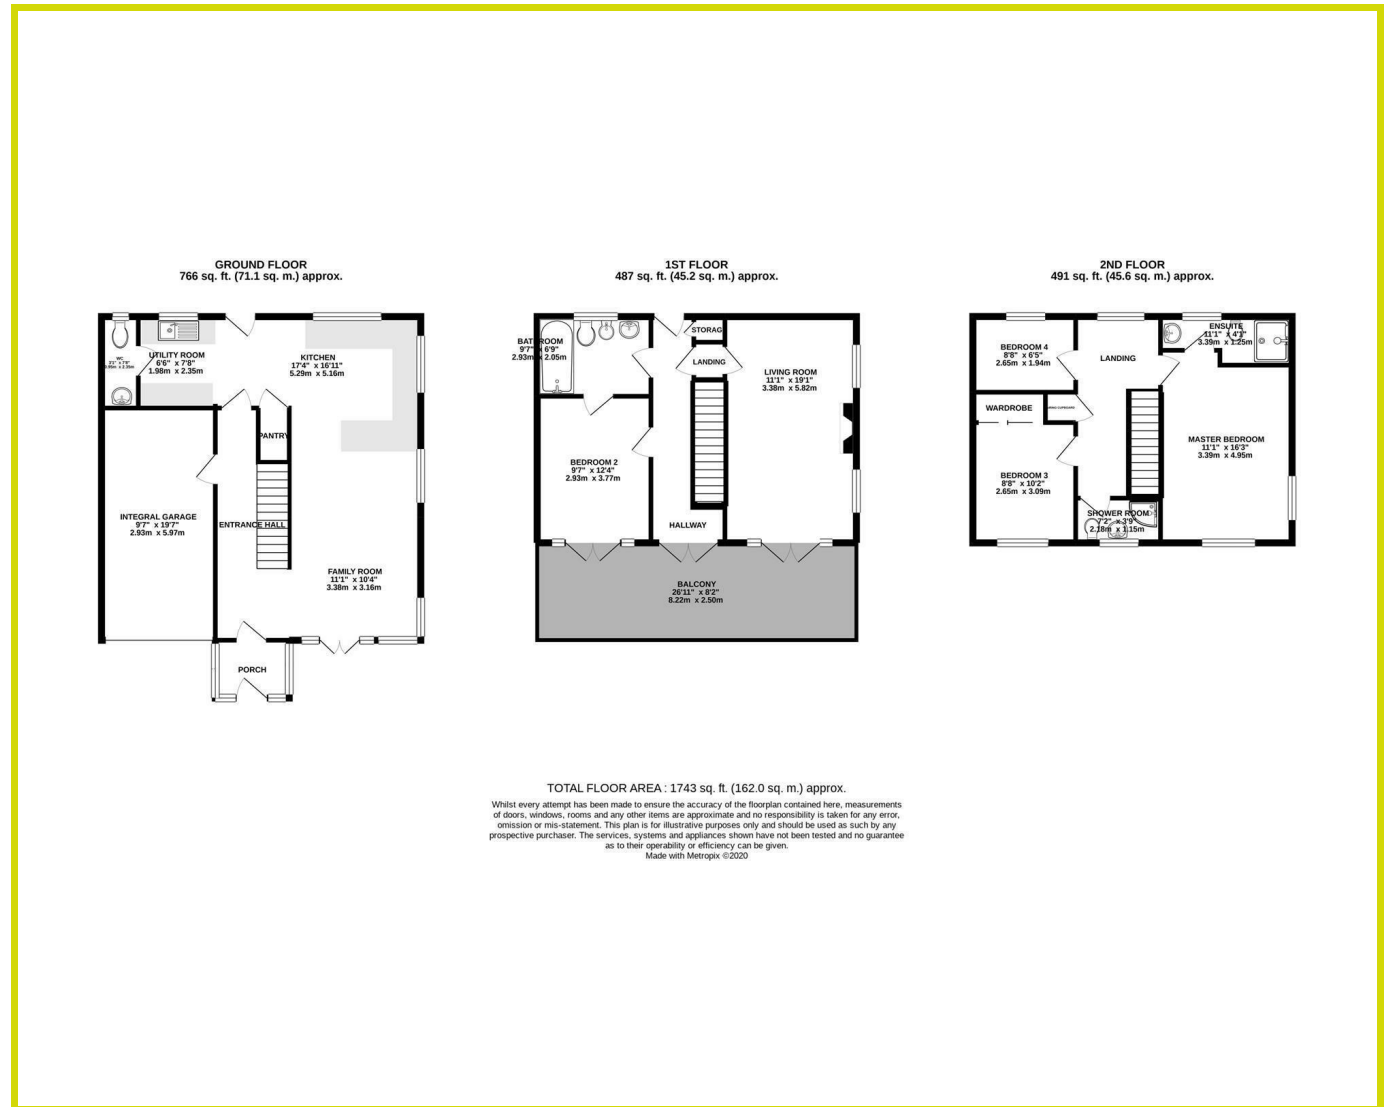 GROUND FLOOR
766 sq. ft. (71.1 sq. m.) approx.
WC
UTILITY ROOM
6'6" x 7'8"
1.98m x 2.35m
KITCHEN
17'4" x 16'11"
5.29m x 5.16m
PANTRY
INTEGRAL GARAGE
9'7" x 19'7"
2.93m x 5.97m
ENTRANCE HALL
FAMILY ROOM
11'1" x 10'4"
3.38m x 3.16m
PORCH
1ST FLOOR
487 sq. ft. (45.2 sq. m.) approx.
BATHROOM
9'7" x 6'9"
2.93m x 2.05m
STORAG
LANDING
LIVING ROOM
11'1" x 19'1"
3.38m x 5.82m
BEDROOM 2
9'7" x 12'4"
2.93m x 3.77m
HALLWAY
BALCONY
26'11" x 8'2"
8.22m x 2.50m
2ND FLOOR
491 sq. ft. (45.6 sq. m.) approx.
BEDROOM 4
8'8" x 6'5"
2.65m x 1.94m
LANDING
ENSUITE
11'1" x 4'1"
3.39m x 1.25m
WARDROBE
CUPBOARD
MASTER BEDROOM
11'1" x 16'3"
3.39m x 4.95m
BEDROOM 3
8'8" x 10'2"
2.65m x 3.09m
SHOWER ROOM
7'2" x 3'9"
2.18m x 1.15m
TOTAL FLOOR AREA : 1743 sq. ft. (162.0 sq. m.) approx.
Whilst every attempt has been made to ensure the accuracy of the floorplan contained here, measurements
of doors, windows, rooms and any other items are approximate and no responsibility is taken for any error,
omission or mis-statement. This plan is for illustrative purposes only and should be used as such by any
prospective purchaser. The services, systems and appliances shown have not been tested and no guarantee
as to their operability or efficiency can be given.
Made with Metropix ©2020